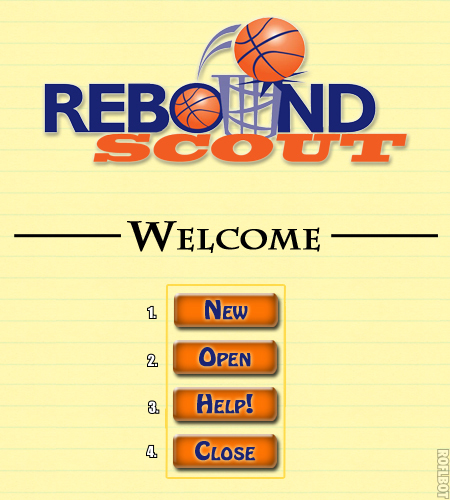 REBOUND
SCOUT
WELCOME
1. NEW
2. OPEN
3. HELP!
4. CLOSE
ROFLBOT